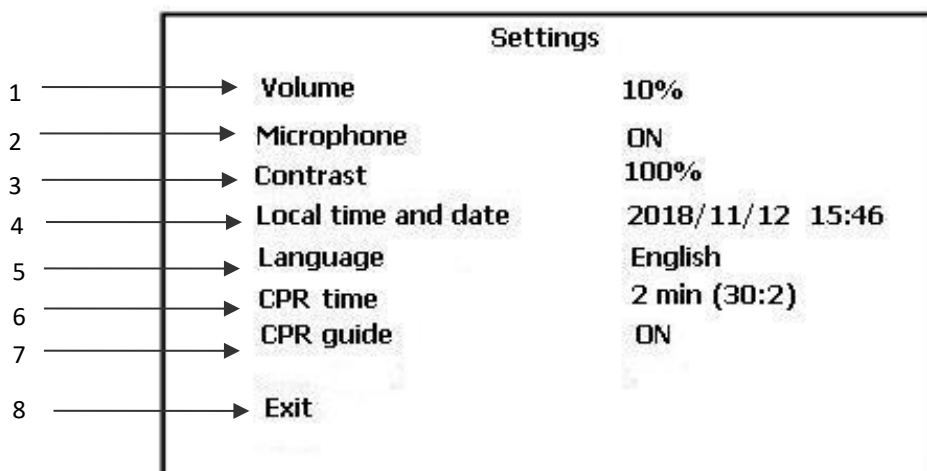 Settings
1 Volume 10%
2 Microphone ON
3 Contrast 100%
4 Local time and date 2018/11/12 15:46
5 Language English
6 CPR time 2 min (30:2)
7 CPR guide ON
8 Exit